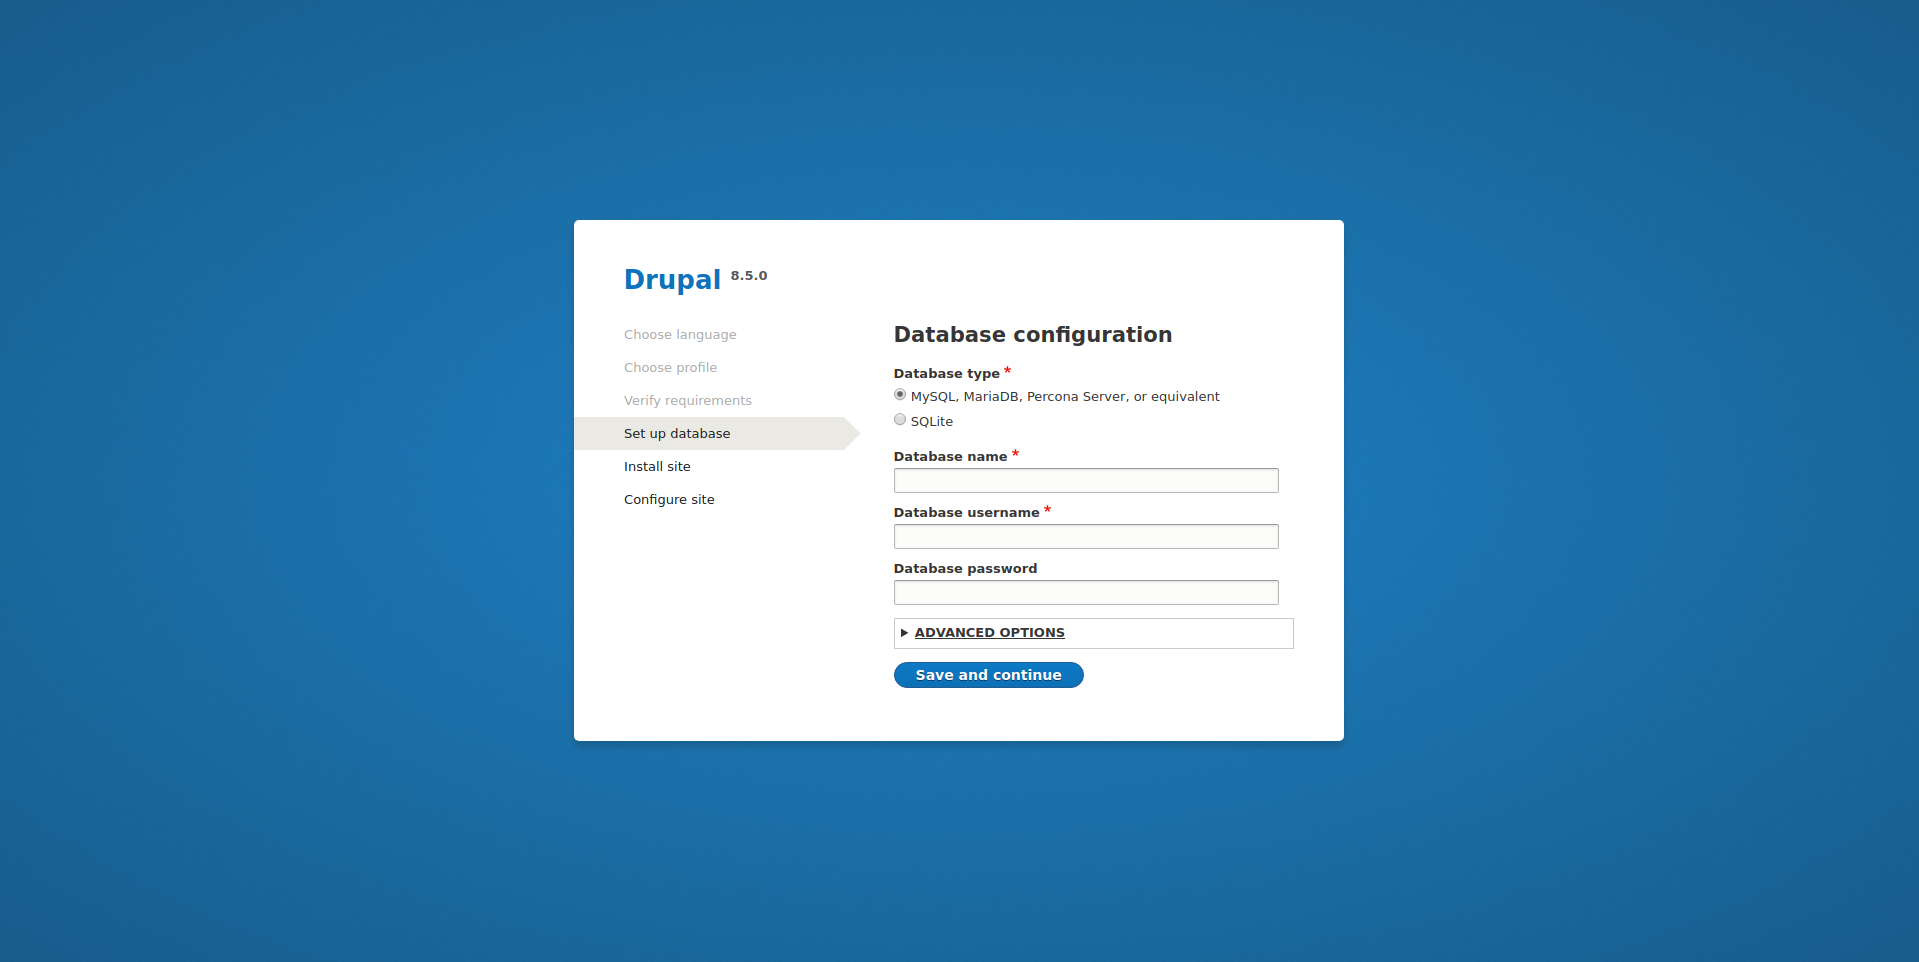 Drupal 8.5.0
Choose language
Choose profile
Verify requirements
Set up database
Install site
Configure site
Database configuration
Database type *
MySQL, MariaDB, Percona Server, or equivalent
SQLite
Database name *
Database username *
Database password
ADVANCED OPTIONS
Save and continue